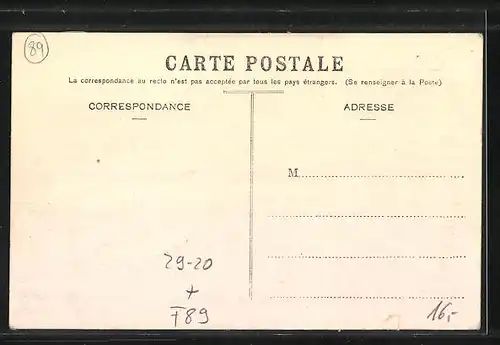 89
CARTE POSTALE
La correspondance au recto n'est pas acceptée par tous les pays étrangers. (Se renseigner à la Poste)
CORRESPONDANCE
ADRESSE
M
29-20
+
F89
16,-